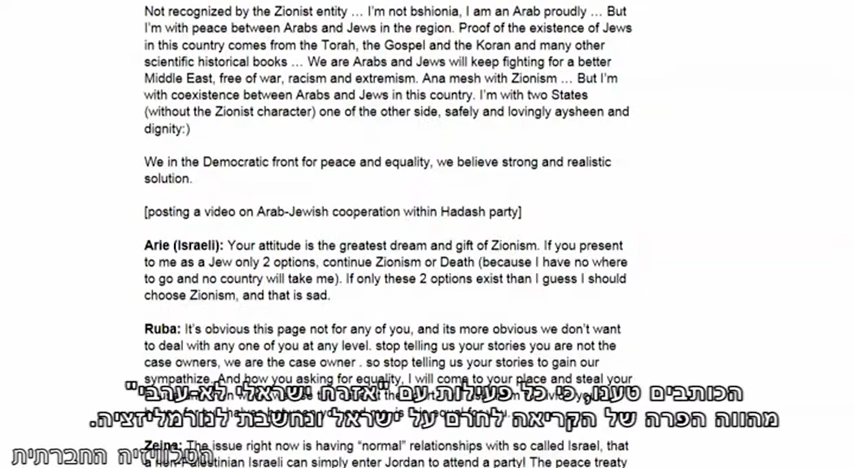 Not recognized by the Zionist entity … I'm not bshionia, I am an Arab proudly … But
I'm with peace between Arabs and Jews in the region. Proof of the existence of Jews
in this country comes from the Torah, the Gospel and the Koran and many other
scientific historical books … We are Arabs and Jews will keep fighting for a better
Middle East, free of war, racism and extremism. Ana mesh with Zionism … But I'm
with coexistence between Arabs and Jews in this country. I'm with two States
(without the Zionist character) one of the other side, safely and lovingly aysheen and
dignity:)
We in the Democratic front for peace and equality, we believe strong and realistic
solution.
[posting a video on Arab-Jewish cooperation within Hadash party]
Arie (Israeli): Your attitude is the greatest dream and gift of Zionism. If you present
to me as a Jew only 2 options, continue Zionism or Death (because I have no where
to go and no country will take me). If only these 2 options exist than I guess I should
choose Zionism, and that is sad.
Ruba: It's obvious this page not for any of you, and its more obvious we don't want
to deal with any one of you at any level. stop telling us your stories you are not the
case owners, we are the case owner . so stop telling us your stories to gain our
sympathize. And how you asking for equality, I will come to your place and steal your
הכותבים טענו, כי כל פעילות עם "אזרח ישראלי לא-ערבי"
מהווה הפרה של הקריאה לחרם על ישראל ונחשבת לנורמליזציה.
Zeina: The issue right now is having "normal" relationships with so called Israel, that
a non-Palestinian Israeli can simply enter Jordan to attend a party! The peace treaty
הטלוויזיה החברתית